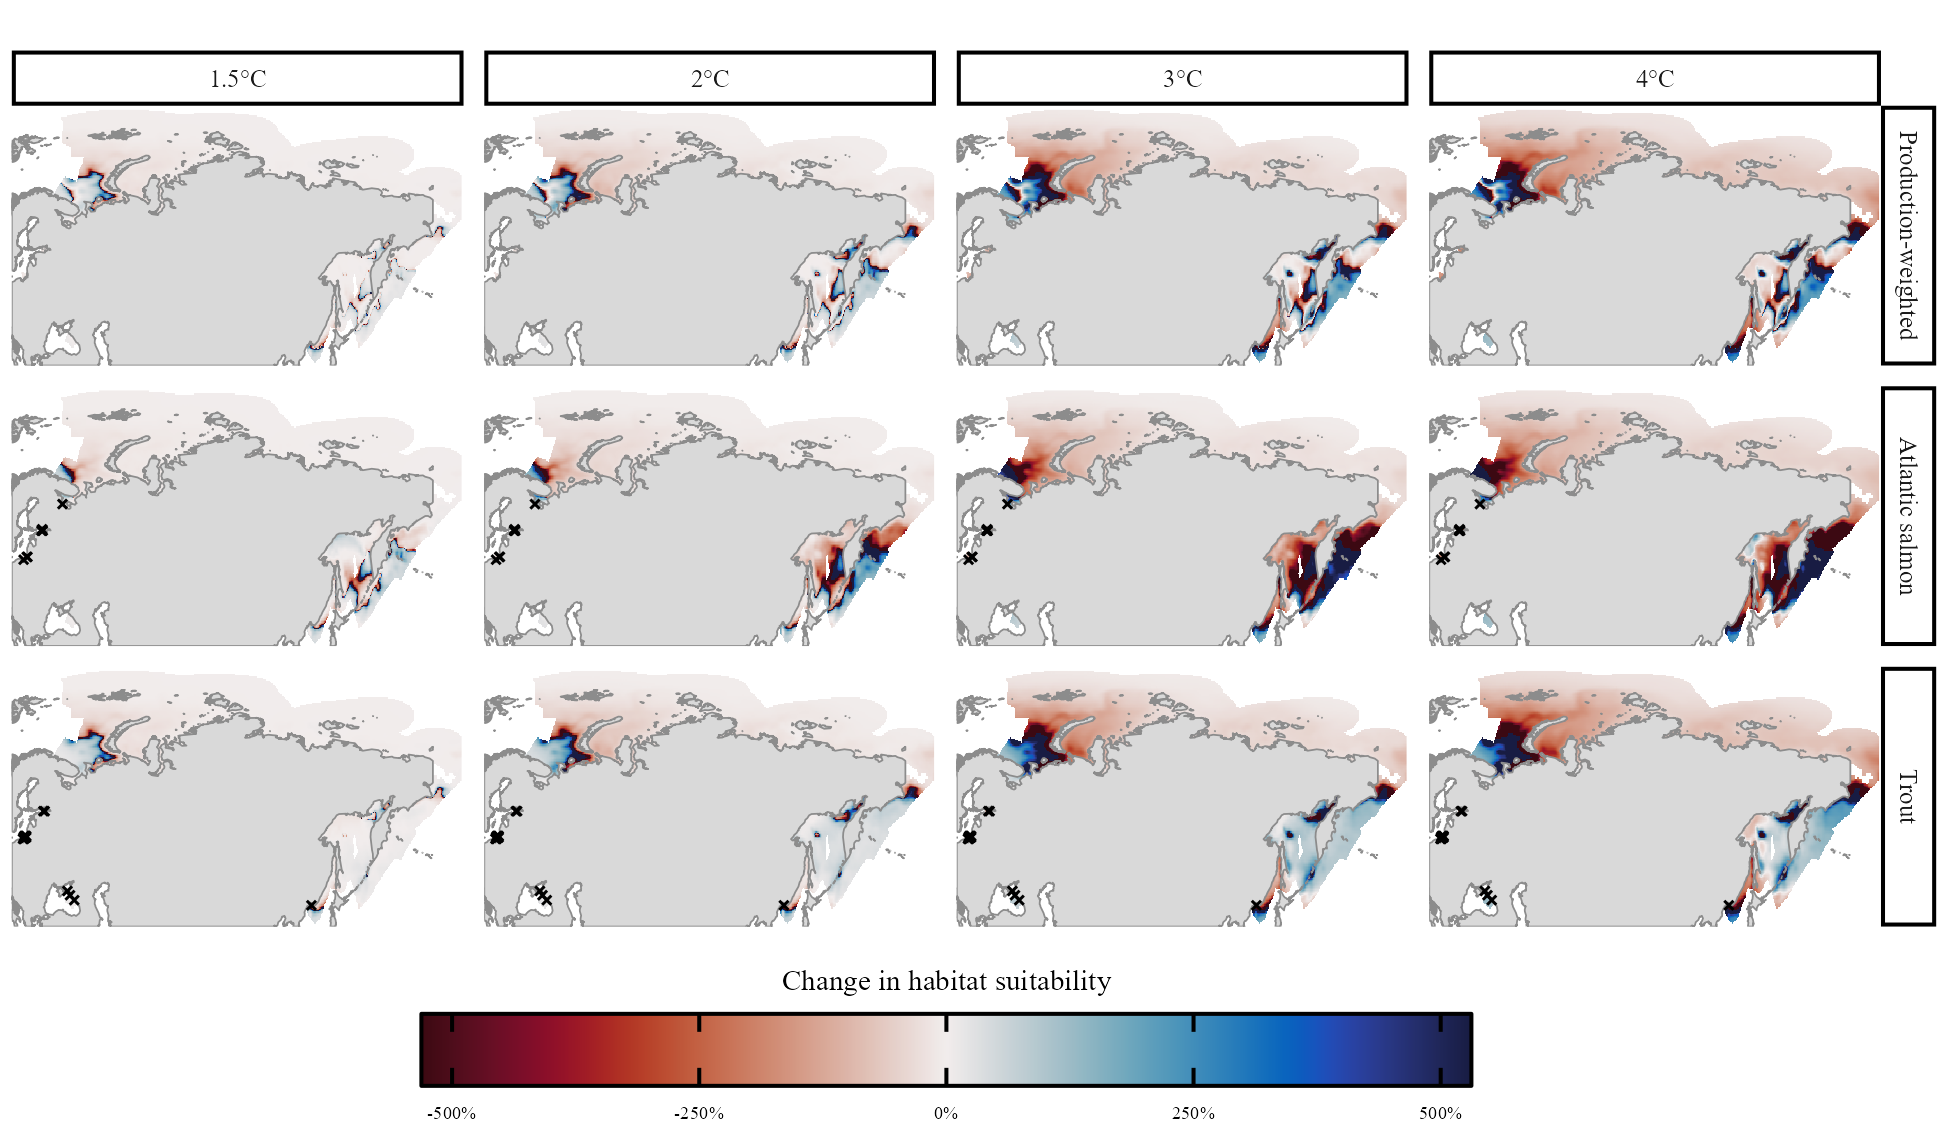 1.5°C
2°C
3°C
4°C
Production-weighted
Atlantic salmon
Trout
Change in habitat suitability
-500%
-250%
0%
250%
500%